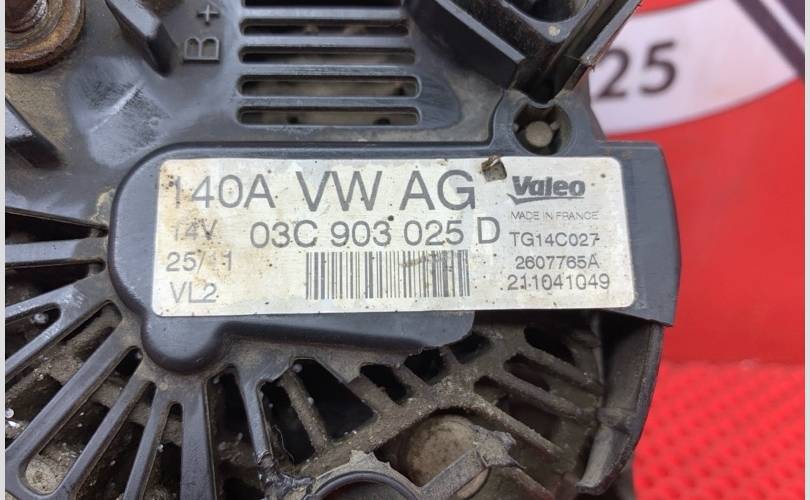 B+
25
140A VW AG Valeo
MADE IN FRANCE
14V 03C 903 025 D TG14C027
25/11 2607765A
VL2 211041049